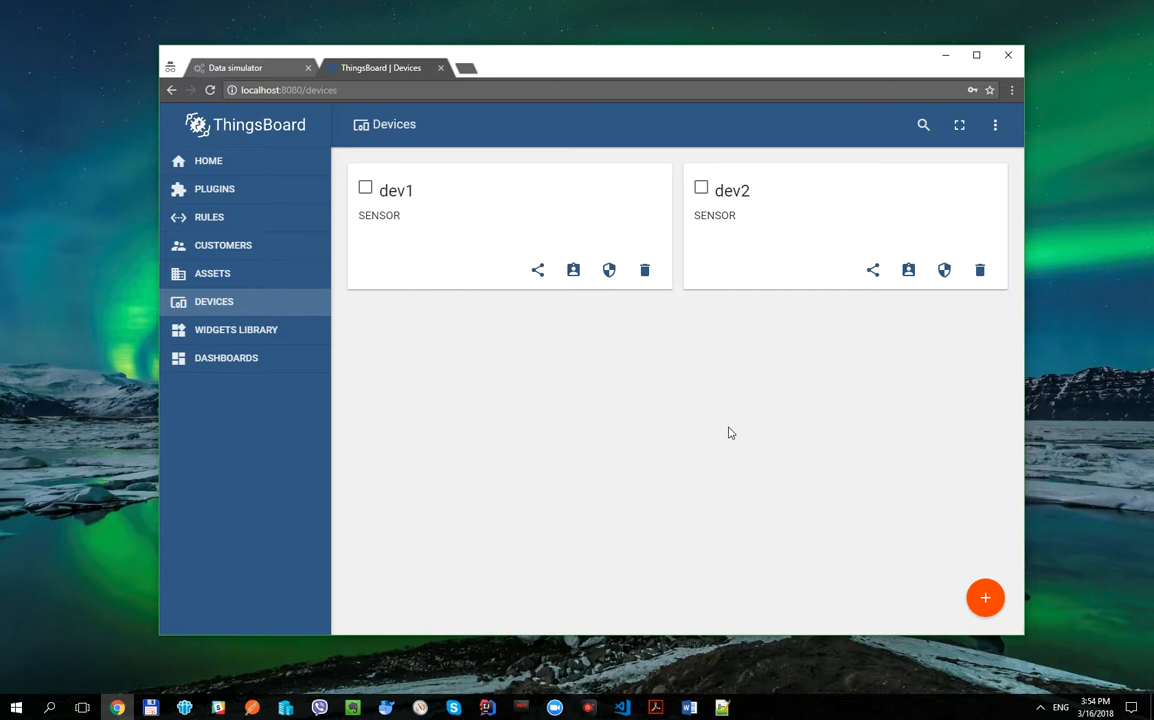 Data simulator
ThingsBoard | Devices
localhost:8080/devices
ThingsBoard
Devices
HOME
PLUGINS
RULES
CUSTOMERS
ASSETS
DEVICES
WIDGETS LIBRARY
DASHBOARDS
dev1
SENSOR
dev2
SENSOR
ENG
3:54 PM
3/16/2018